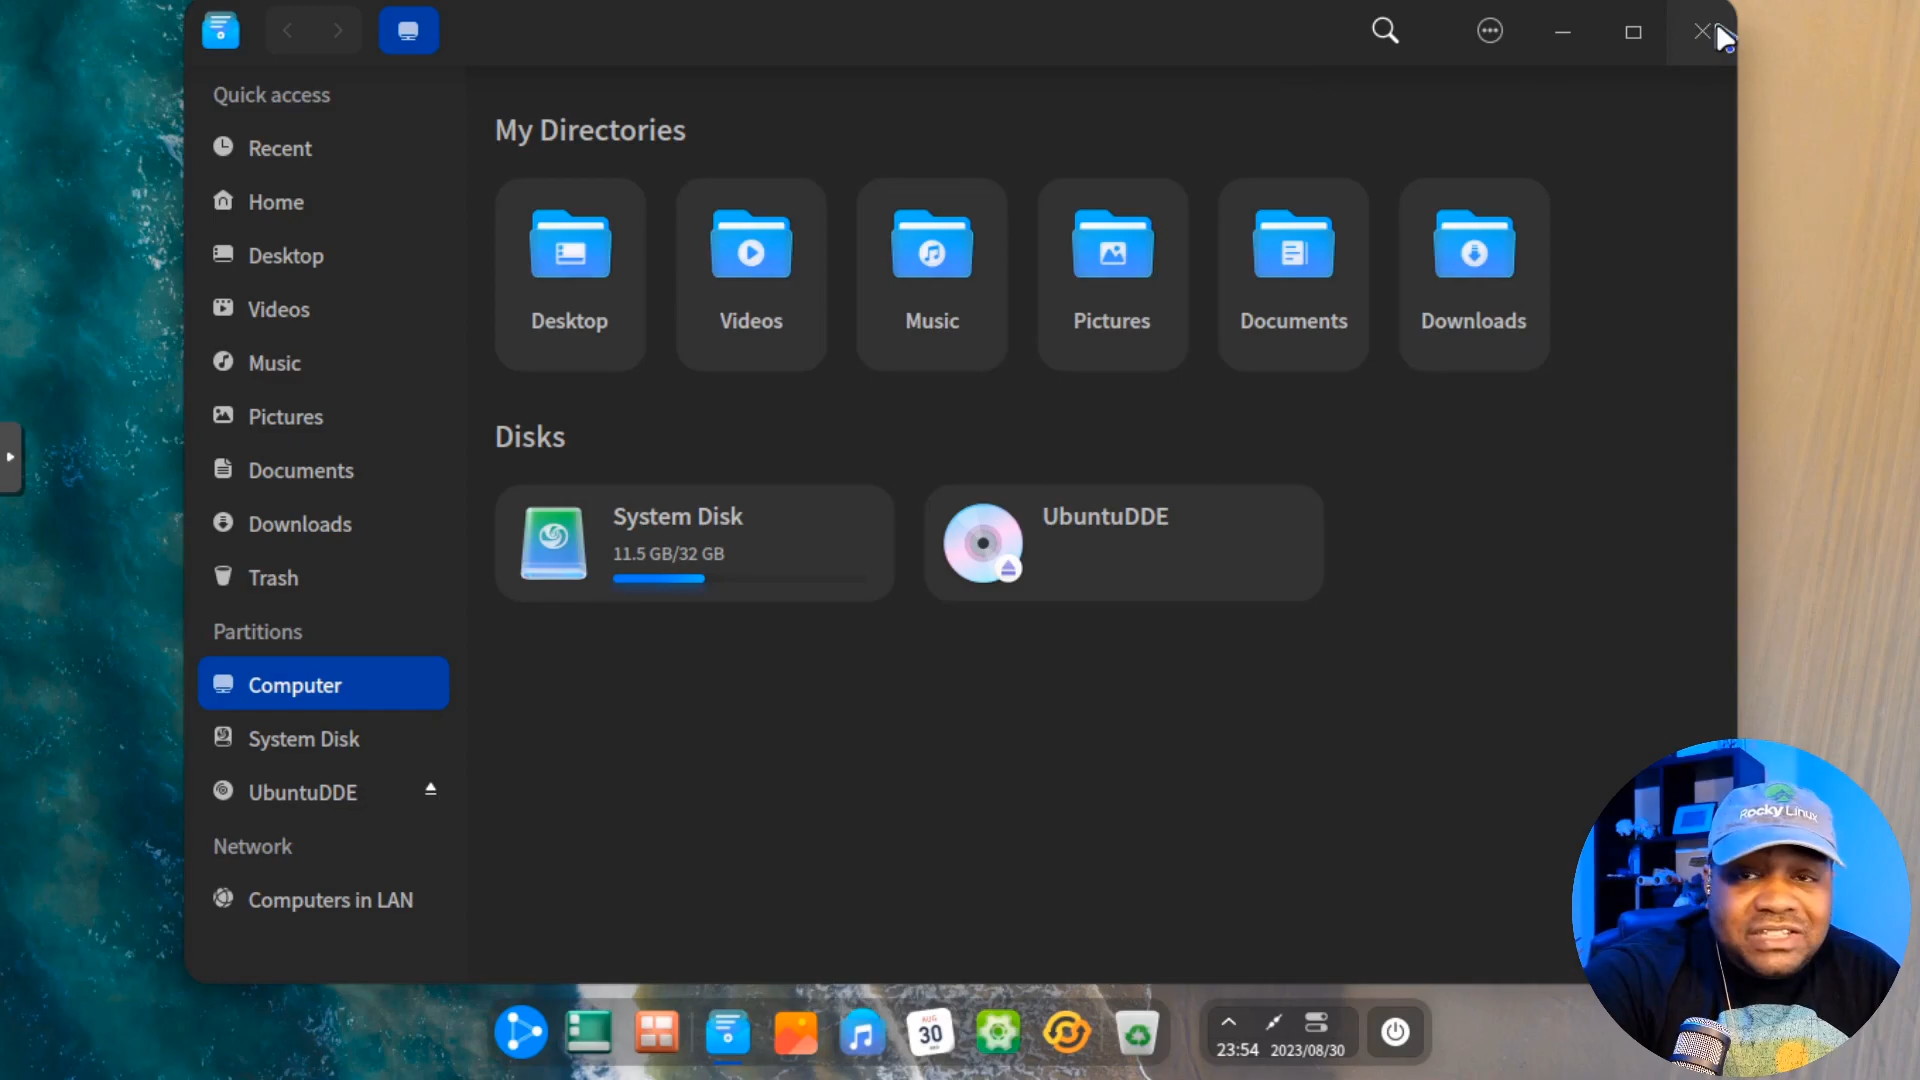 Quick access
Recent
Home
Desktop
Videos
Music
Pictures
Documents
Downloads
Trash
Partitions
Computer
System Disk
UbuntuDDE
Network
Computers in LAN
My Directories
Desktop
Videos
Music
Pictures
Documents
Downloads
Disks
System Disk
11.5 GB/32 GB
UbuntuDDE
Rocky Linux
AUG
30
23:54
2023/08/30